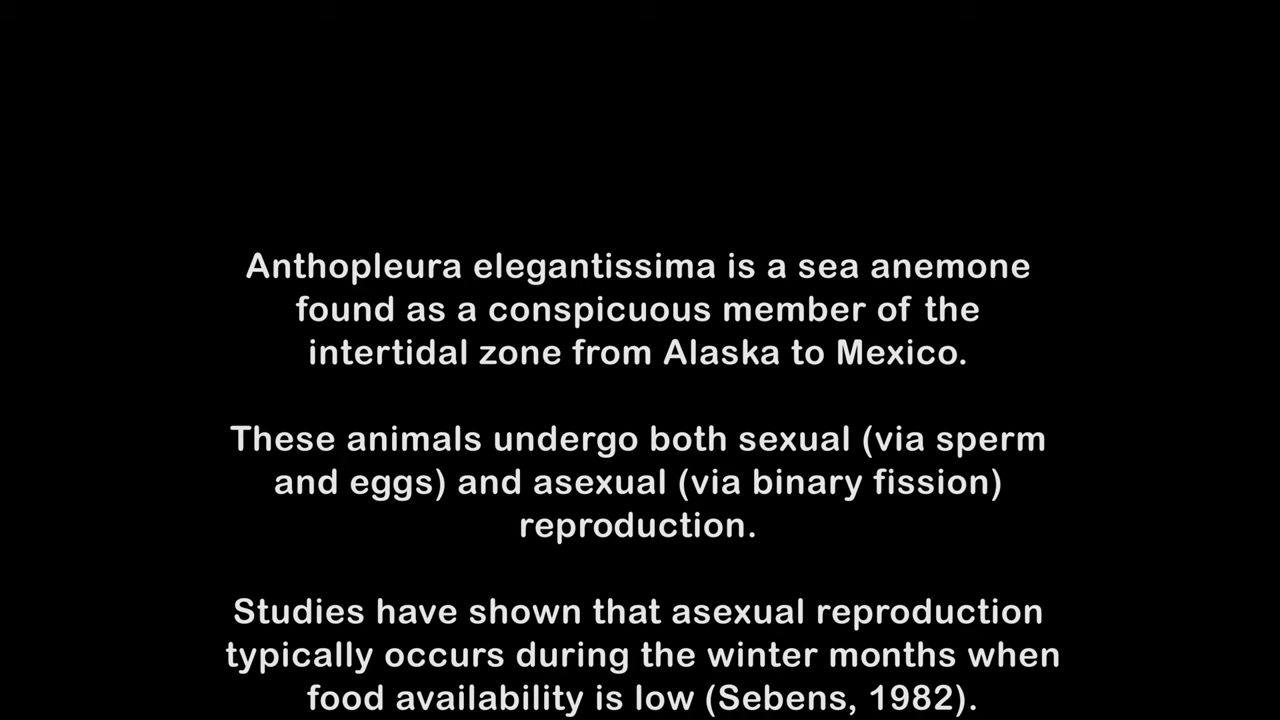 Anthopleura elegantissima is a sea anemone
found as a conspicuous member of the
intertidal zone from Alaska to Mexico.
These animals undergo both sexual (via sperm
and eggs) and asexual (via binary fission)
reproduction.
Studies have shown that asexual reproduction
typically occurs during the winter months when
food availability is low (Sebens, 1982).